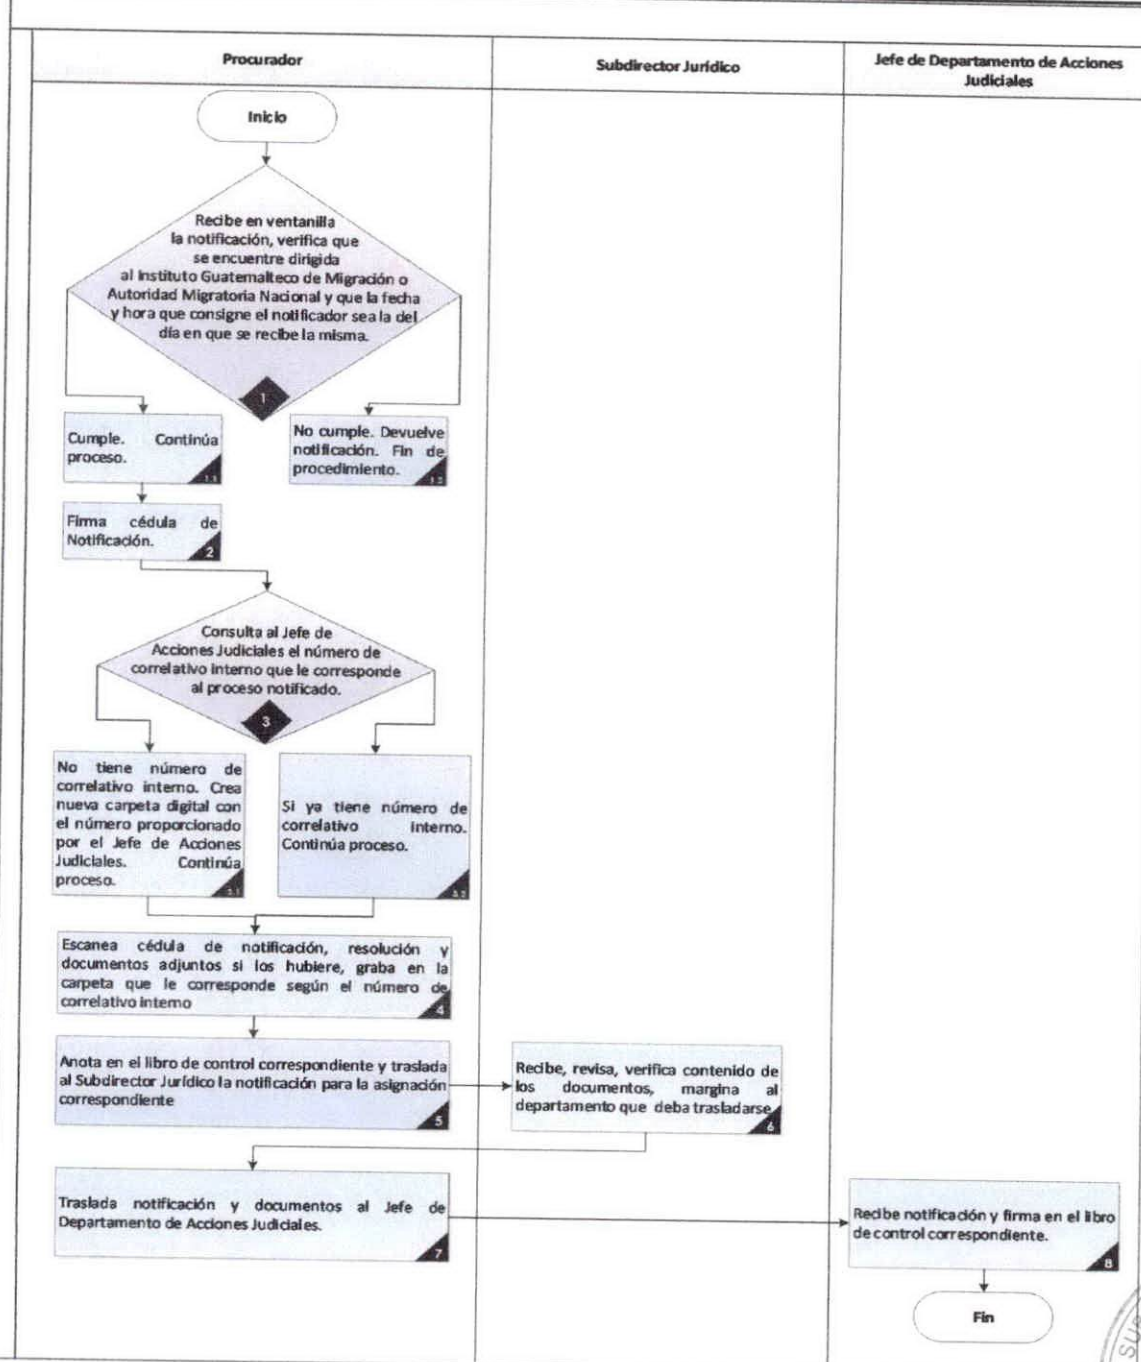 Procurador
Subdirector Jurídico
Jefe de Departamento de Acciones
Judiciales
Inicio
Recibe en ventanilla
la notificación, verifica que
se encuentre dirigida
al Instituto Guatemalteco de Migración o
Autoridad Migratoria Nacional y que la fecha
y hora que consigne el notificador sea la del
día en que se recibe la misma.
1
Cumple. Continúa
proceso.
1.1
No cumple. Devuelve
notificación. Fin de
procedimiento.
1.2
Firma cédula de
Notificación.
2
Consulta al Jefe de
Acciones Judiciales el número de
correlativo interno que le corresponde
al proceso notificado.
3
No tiene número de
correlativo interno. Crea
nueva carpeta digital con
el número proporcionado
por el Jefe de Acciones
Judiciales. Continúa
proceso.
3.1
Si ya tiene número de
correlativo interno.
Continúa proceso.
3.2
Escanea cédula de notificación, resolución y
documentos adjuntos si los hubiere, graba en la
carpeta que le corresponde según el número de
correlativo interno
4
Anota en el libro de control correspondiente y traslada
al Subdirector Jurídico la notificación para la asignación
correspondiente
5
Recibe, revisa, verifica contenido de
los documentos, margina al
departamento que deba trasladarse
6
Traslada notificación y documentos al Jefe de
Departamento de Acciones Judiciales.
7
Recibe notificación y firma en el libro
de control correspondiente.
8
Fin
SUB